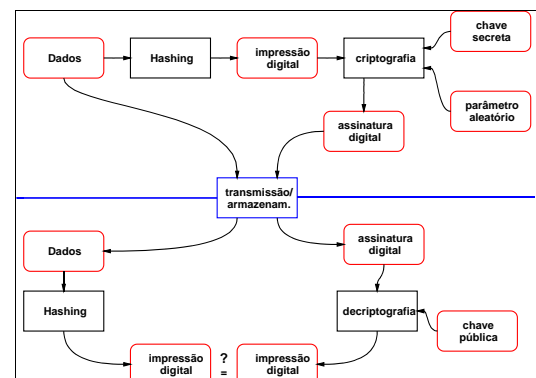 chave
secreta
Dados
Hashing
impressão
digital
criptografia
parâmetro
aleatório
assinatura
digital
transmissão/
armazenam.
Dados
assinatura
digital
Hashing
decriptografia
chave
pública
impressão
digital
?
=
impressão
digital